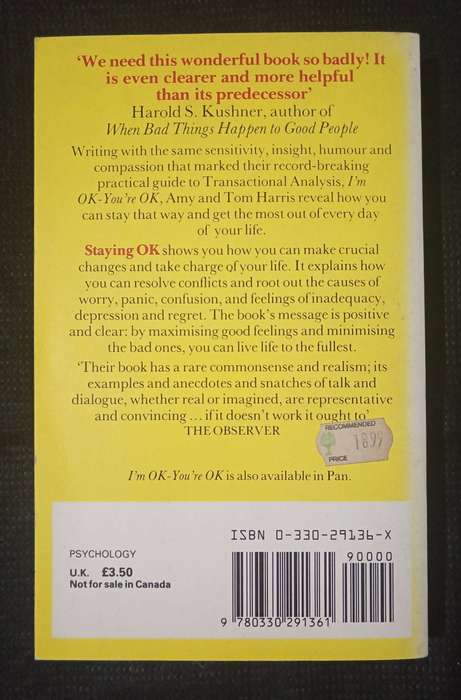 ‘We need this wonderful book so badly! It
is even clearer and more helpful
than its predecessor’
Harold S. Kushner, author of
When Bad Things Happen to Good People
Writing with the same sensitivity, insight, humour and
compassion that marked their record-breaking
practical guide to Transactional Analysis, I'm
OK-You're OK, Amy and Tom Harris reveal how you
can stay that way and get the most out of every day
of your life.
Staying OK shows you how you can make crucial
changes and take charge of your life. It explains how
you can resolve conflicts and root out the causes of
worry, panic, confusion, and feelings of inadequacy,
depression and regret. The book's message is positive
and clear: by maximising good feelings and minimising
the bad ones, you can live life to the fullest.
‘Their book has a rare commonsense and realism; its
examples and anecdotes and snatches of talk and
dialogue, whether real or imagined, are representative
and convincing ... if it doesn't work it ought to’
THE OBSERVER
RECOMMENDED
1899
PRICE
I'm OK-You're OK is also available in Pan.
ISBN 0-330-29136-X
90000
PSYCHOLOGY
U.K. £3.50
Not for sale in Canada
9 780330 291361